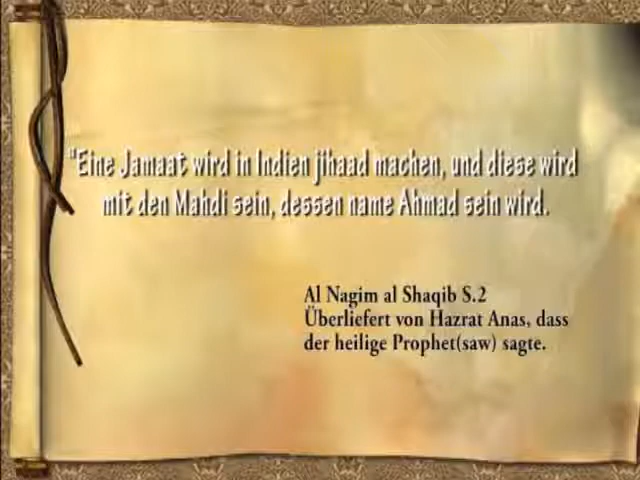 "Eine Jamaat wird in Indien jihaad machen, und diese wird
mit den Mahdi sein, dessen name Ahmad sein wird.
Al Nagim al Shaqib S.2
Überliefert von Hazrat Anas, dass
der heilige Prophet(saw) sagte.